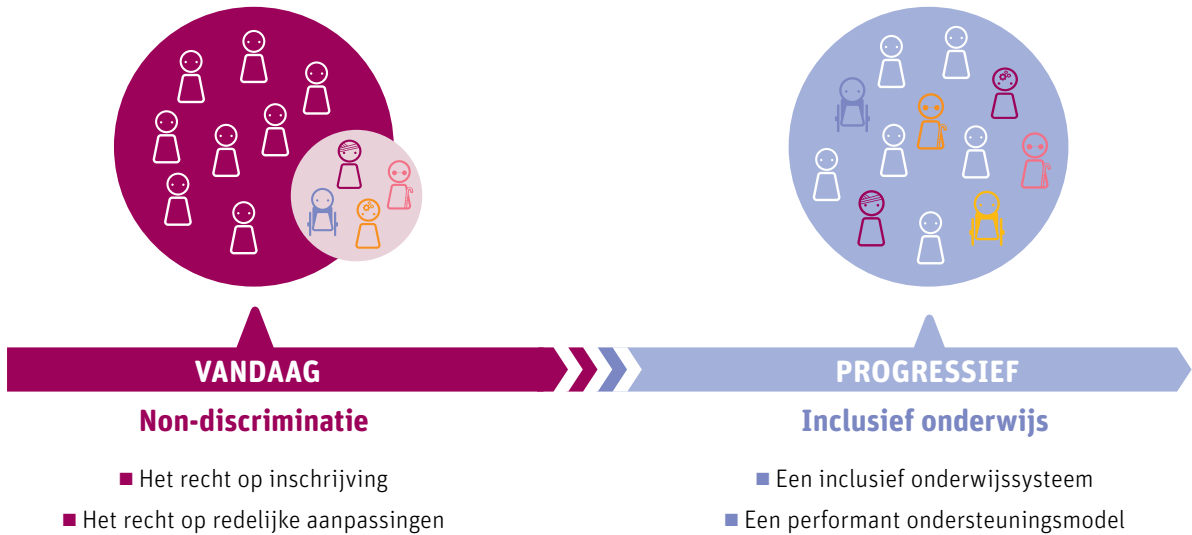 VANDAAG
Non-discriminatie
Het recht op inschrijving
Het recht op redelijke aanpassingen
PROGRESSIEF
Inclusief onderwijs
Een inclusief onderwijssysteem
Een performant ondersteuningsmodel